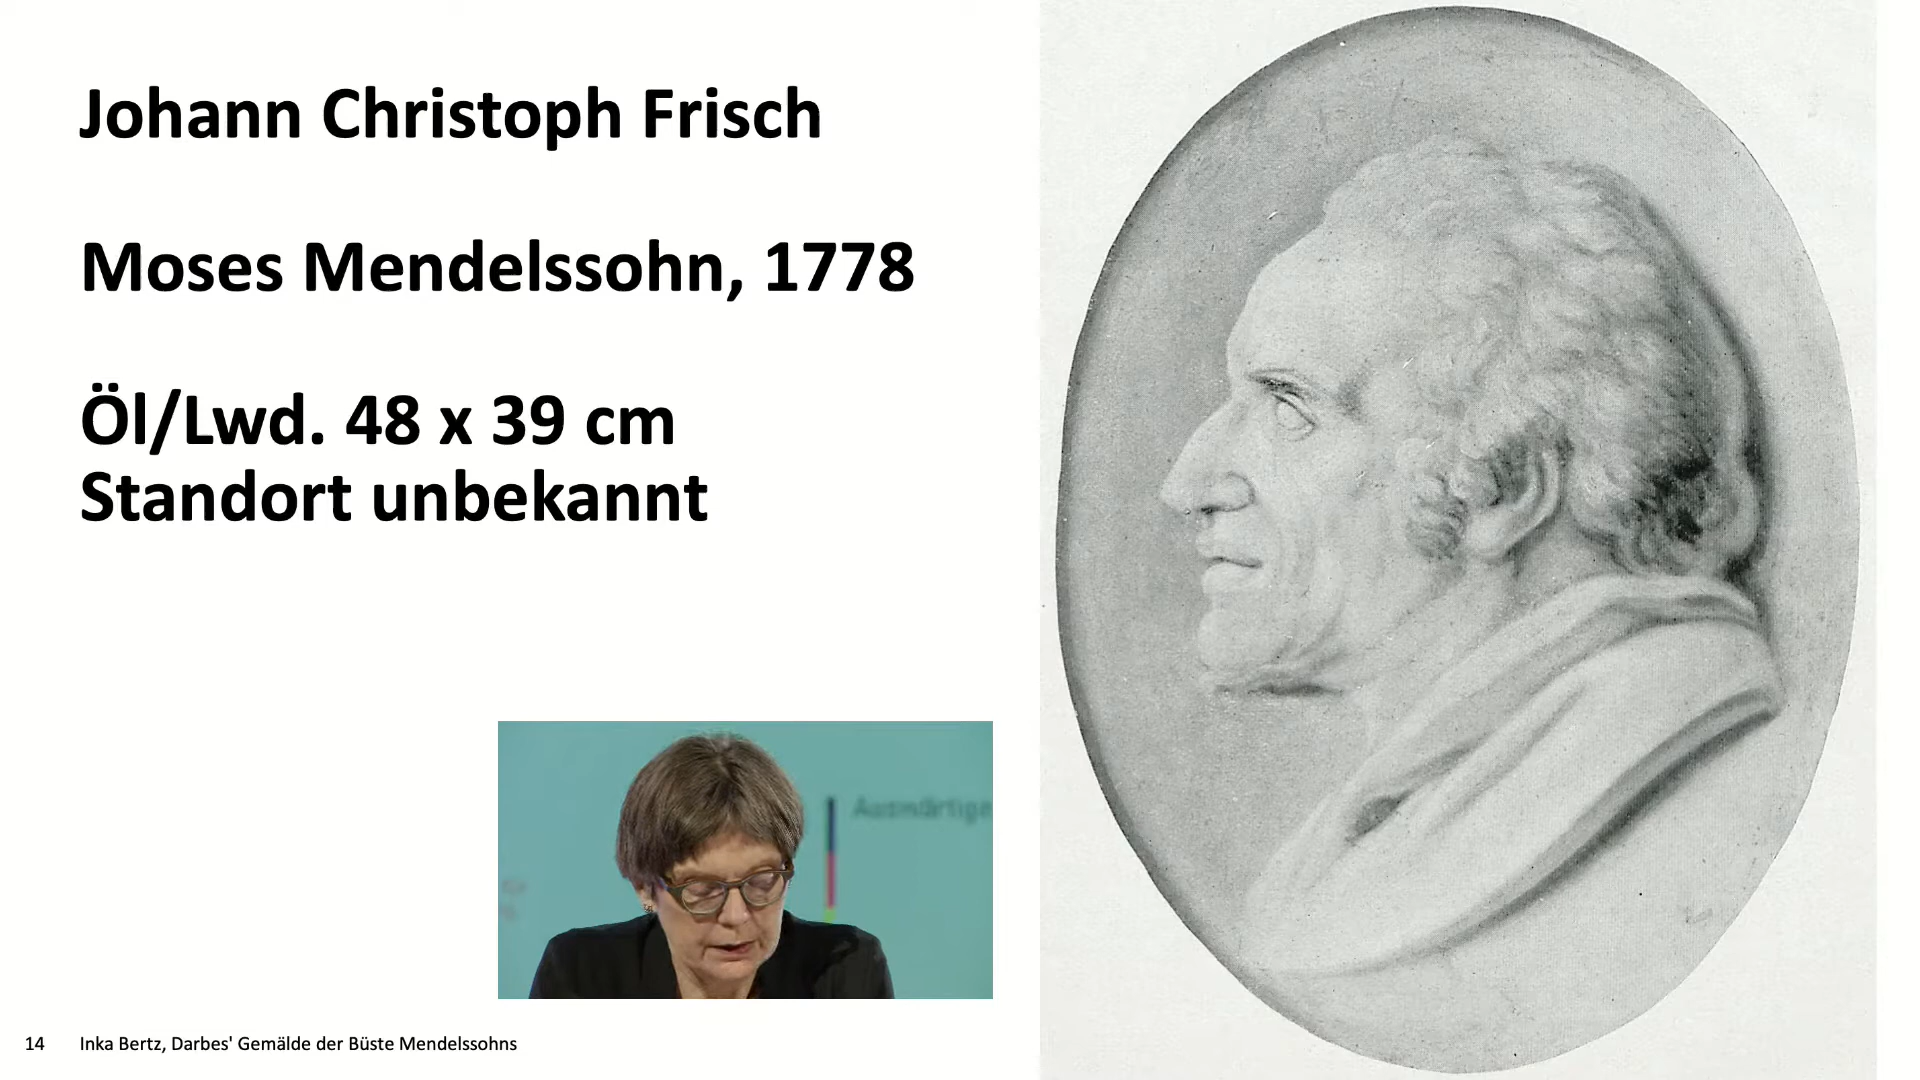 Johann Christoph Frisch
Moses Mendelssohn, 1778
Öl/Lwd. 48 x 39 cm
Standort unbekannt
Auswärtige
14 Inka Bertz, Darbes' Gemälde der Büste Mendelssohns